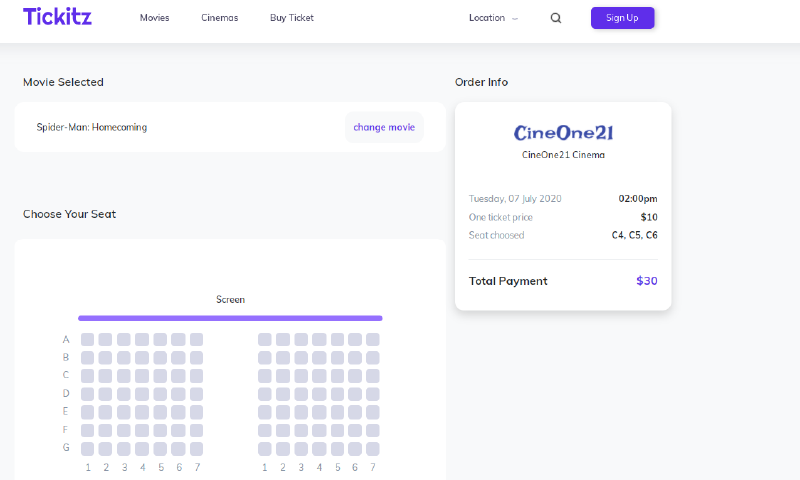 Tickitz
Movies Cinemas Buy Ticket Location Sign Up
Movie Selected
Spider-Man: Homecoming change movie
Choose Your Seat
Screen
A
B
C
D
E
F
G
1 2 3 4 5 6 7 1 2 3 4 5 6 7
Order Info
CineOne21
CineOne21 Cinema
Tuesday, 07 July 2020 02:00pm
One ticket price $10
Seat choosed C4, C5, C6
Total Payment $30